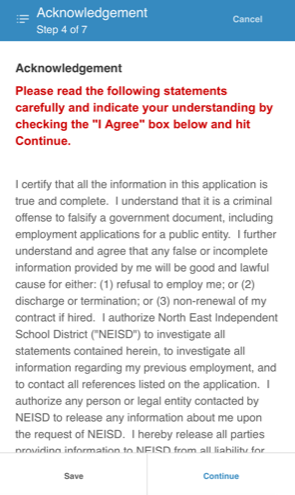 Acknowledgement
Cancel
Step 4 of 7
Acknowledgement
Please read the following statements
carefully and indicate your understanding by
checking the "I Agree" box below and hit
Continue.
I certify that all the information in this application is
true and complete.  I understand that it is a criminal
offense to falsify a government document, including
employment applications for a public entity.  I further
understand and agree that any false or incomplete
information provided by me will be good and lawful
cause for either: (1) refusal to employ me; or (2)
discharge or termination; or (3) non-renewal of my
contract if hired.  I authorize North East Independent
School District ("NEISD") to investigate all
statements contained herein, to investigate all
information regarding my previous employment, and
to contact all references listed on the application.  I
authorize any person or legal entity contacted by
NEISD to release any information about me upon
the request of NEISD.  I hereby release all parties
providing information to NEISD from all liability for
Save
Continue